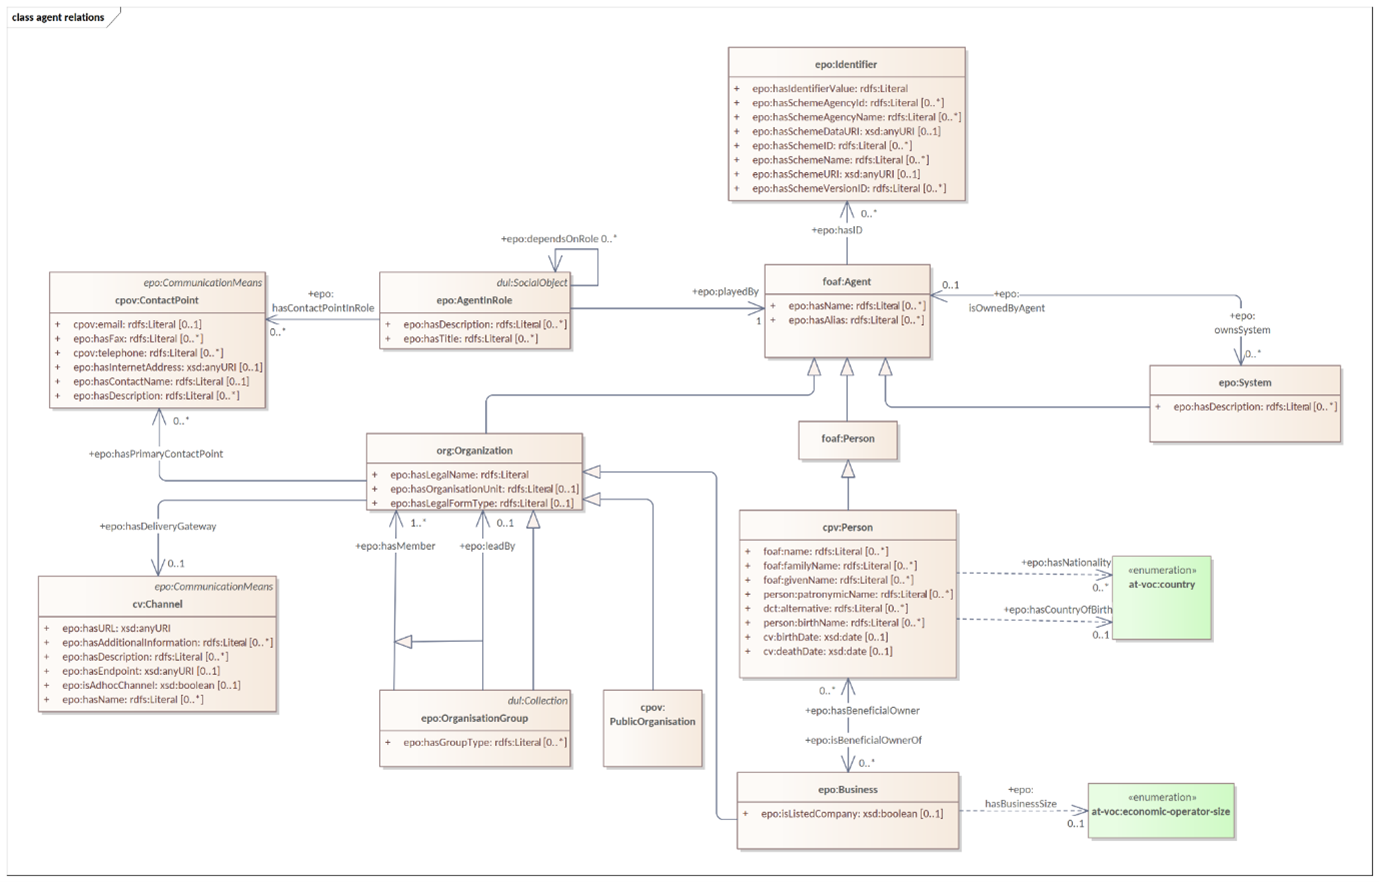 class agent relations
epo:Identifier
+ epo:hasIdentifierValue: rdfs:Literal
+ epo:hasSchemeAgencyId: rdfs:Literal [0..*]
+ epo:hasSchemeAgencyName: rdfs:Literal [0..*]
+ epo:hasSchemeDataURI: xsd:anyURI [0..1]
+ epo:hasSchemeID: rdfs:Literal [0..*]
+ epo:hasSchemeName: rdfs:Literal [0..*]
+ epo:hasSchemeURI: xsd:anyURI [0..1]
+ epo:hasSchemeVersionID: rdfs:Literal [0..*]
0..*
+epo:hasID
+epo:dependsOnRole 0..*
epo:CommunicationMeans
cpov:ContactPoint
+ cpov:email: rdfs:Literal [0..1]
+ epo:hasFax: rdfs:Literal [0..*]
+ cpov:telephone: rdfs:Literal [0..*]
+ epo:hasInternetAddress: xsd:anyURI [0..1]
+ epo:hasContactName: rdfs:Literal [0..1]
+ epo:hasDescription: rdfs:Literal [0..*]
+epo:
hasContactPointInRole
0..*
dul:SocialObject
epo:AgentInRole
+ epo:hasDescription: rdfs:Literal [0..*]
+ epo:hasTitle: rdfs:Literal [0..*]
+epo:playedBy
1
foaf:Agent
+ epo:hasName: rdfs:Literal [0..*]
+ epo:hasAlias: rdfs:Literal [0..*]
0..1
+epo:
isOwnedByAgent
+epo:
ownsSystem
0..*
epo:System
+ epo:hasDescription: rdfs:Literal [0..*]
0..*
+epo:hasPrimaryContactPoint
org:Organization
+ epo:hasLegalName: rdfs:Literal
+ epo:hasOrganisationUnit: rdfs:Literal [0..1]
+ epo:hasLegalFormType: rdfs:Literal [0..1]
foaf:Person
+epo:hasDeliveryGateway
0..1
1..*
+epo:hasMember
0..1
+epo:leadBy
cpv:Person
+ foaf:name: rdfs:Literal [0..*]
+ foaf:familyName: rdfs:Literal [0..*]
+ foaf:givenName: rdfs:Literal [0..*]
+ person:patronymicName: rdfs:Literal [0..*]
+ dct:alternative: rdfs:Literal [0..*]
+ person:birthName: rdfs:Literal [0..*]
+ cv:birthDate: xsd:date [0..1]
+ cv:deathDate: xsd:date [0..1]
+epo:hasNationality
0..*
+epo:hasCountryOfBirth
0..1
«enumeration»
at-voc:country
epo:CommunicationMeans
cv:Channel
+ epo:hasURL: xsd:anyURI
+ epo:hasAdditionalInformation: rdfs:Literal [0..*]
+ epo:hasDescription: rdfs:Literal [0..*]
+ epo:hasEndpoint: xsd:anyURI [0..1]
+ epo:isAdhocChannel: xsd:boolean [0..1]
+ epo:hasName: rdfs:Literal [0..*]
dul:Collection
epo:OrganisationGroup
+ epo:hasGroupType: rdfs:Literal [0..*]
cpov:
PublicOrganisation
0..*
+epo:hasBeneficialOwner
+epo:isBeneficialOwnerOf
0..*
epo:Business
+ epo:isListedCompany: xsd:boolean [0..1]
+epo:
hasBusinessSize
0..1
«enumeration»
at-voc:economic-operator-size